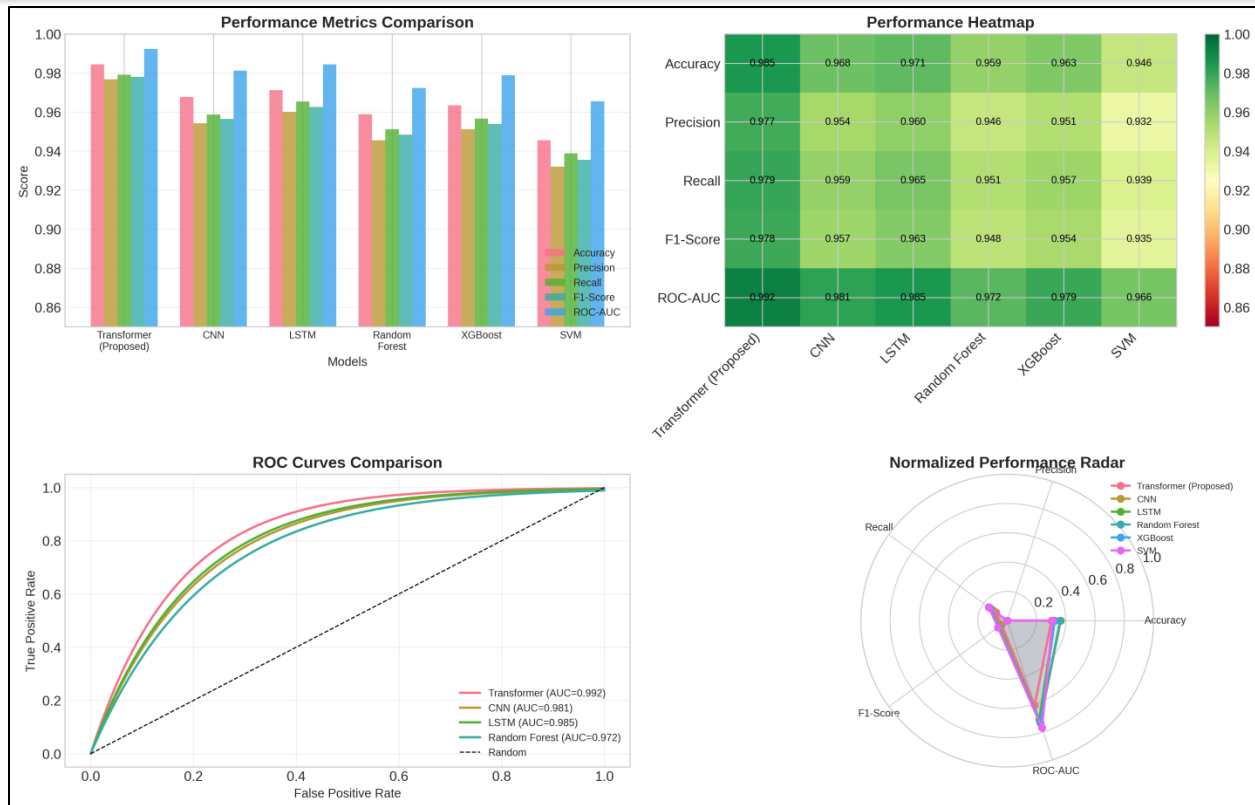 Performance Metrics Comparison
1.00
0.98
0.96
0.94
0.92
0.90
0.88
0.86
Score
Accuracy
Precision
Recall
F1-Score
ROC-AUC
Transformer
(Proposed)
CNN
LSTM
Random
Forest
XGBoost
SVM
Models
Performance Heatmap
Accuracy 0.985 0.968 0.971 0.959 0.963 0.946
Precision 0.977 0.954 0.960 0.946 0.951 0.932
Recall 0.979 0.959 0.965 0.951 0.957 0.939
F1-Score 0.978 0.957 0.963 0.948 0.954 0.935
ROC-AUC 0.992 0.981 0.985 0.972 0.979 0.966
Transformer (Proposed)
CNN
LSTM
Random Forest
XGBoost
SVM
1.00
0.98
0.96
0.94
0.92
0.90
0.88
0.86
ROC Curves Comparison
1.0
0.8
0.6
0.4
0.2
0.0
True Positive Rate
Transformer (AUC=0.992)
CNN (AUC=0.981)
LSTM (AUC=0.985)
Random Forest (AUC=0.972)
Random
0.0 0.2 0.4 0.6 0.8 1.0
False Positive Rate
Normalized Performance Radar
Precision
Transformer (Proposed)
CNN
LSTM
Random Forest
XGBoost
SVM
Recall
1.0
0.8
0.6
0.4
0.2
Accuracy
F1-Score
ROC-AUC